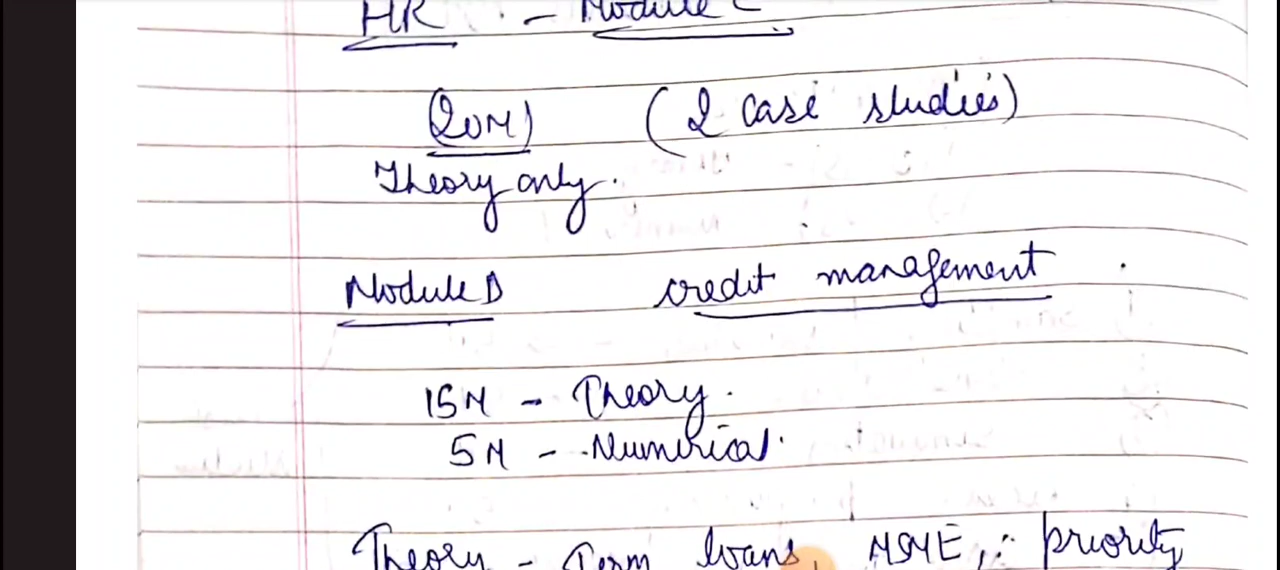 HR - Module C
(20M) (2 case studies)
Theory only.
Module D credit management.
15M - Theory.
5M - Numerical.
Theory - Term loans, MSME, priority